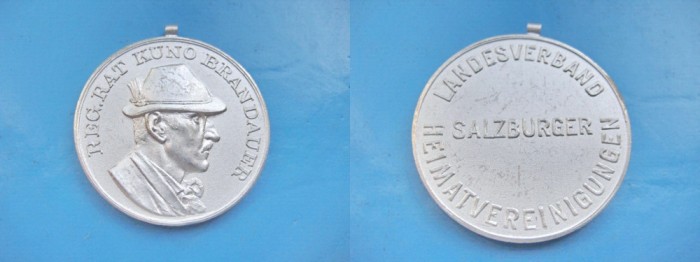 REG.RAT KUNO BRANDAUER
LANDESVERBAND
SALZBURGER
HEIMATVEREINIGUNGEN